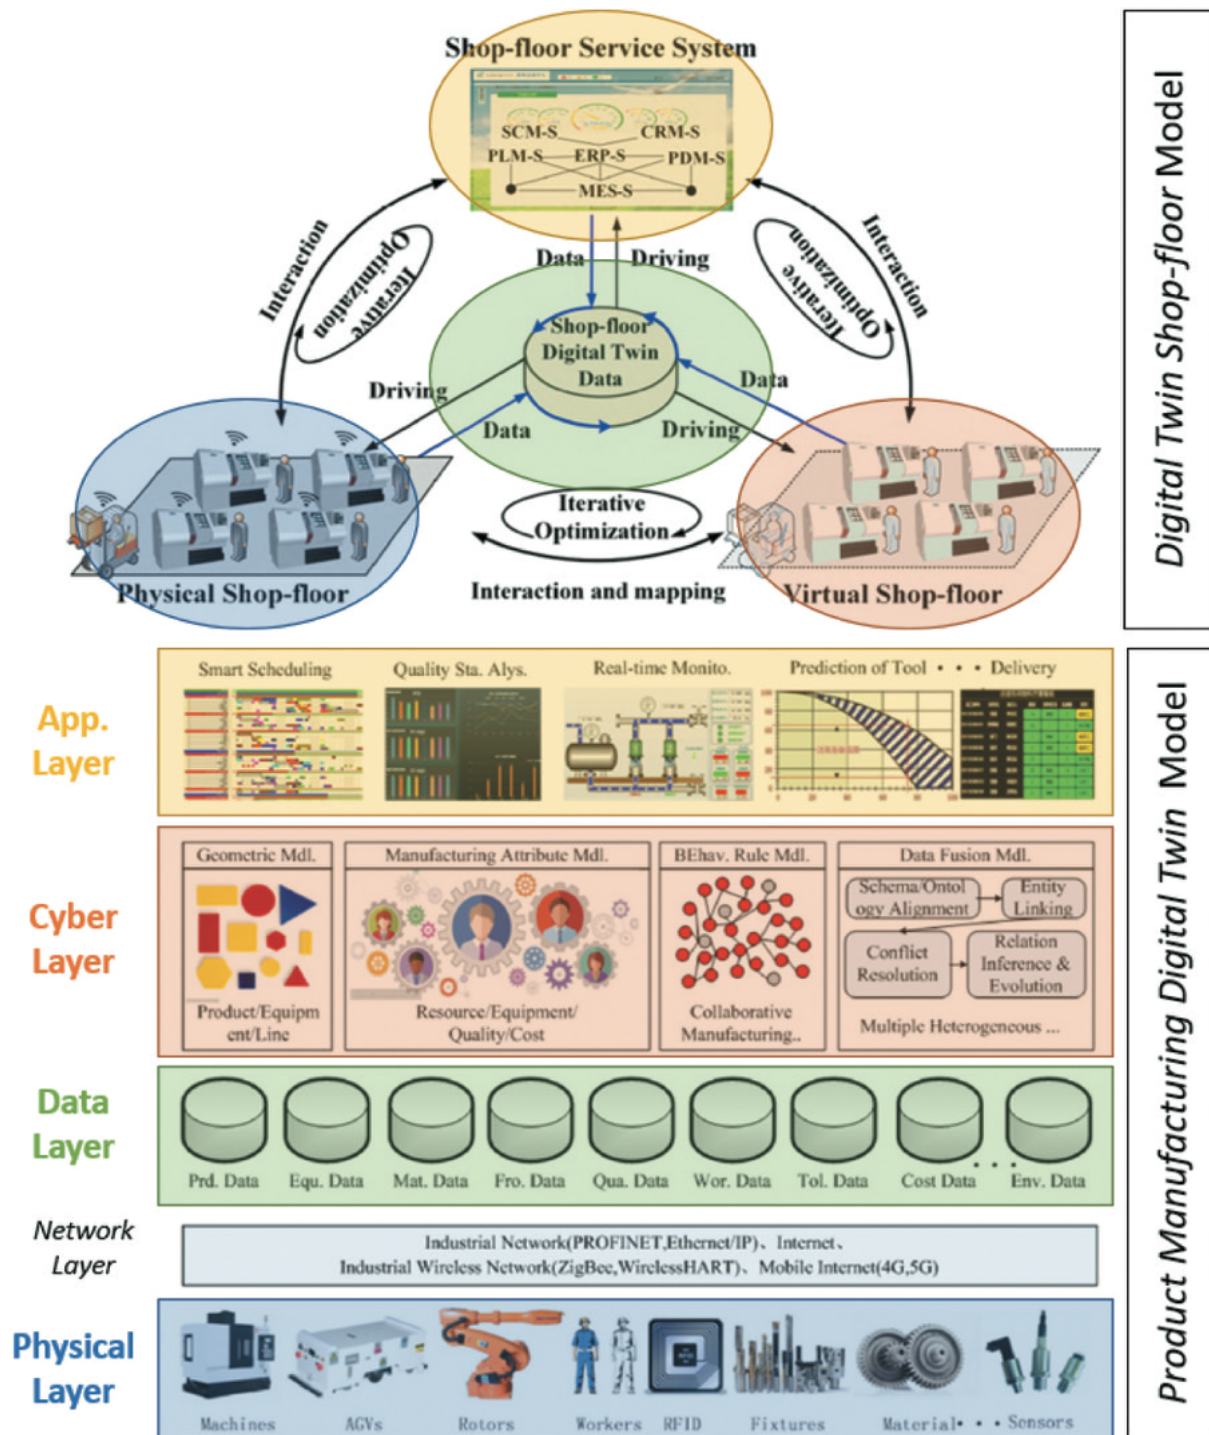 Shop-floor Service System
SCM-S
CRM-S
PLM-S
ERP-S
PDM-S
MES-S
Interaction
Iterative
Optimization
Data
Driving
Iterative
Optimization
Interaction
Shop-floor
Digital Twin
Data
Driving
Data
Data
Driving
Iterative
Optimization
Interaction and mapping
Physical Shop-floor
Virtual Shop-floor
Digital Twin Shop-floor Model
App.
Layer
Smart Scheduling
Quality Sta. Alys.
Real-time Monito.
Prediction of Tool • • • Delivery
Cyber
Layer
Geometric Mdl.
Product/Equipm
ent/Line
Manufacturing Attribute Mdl.
Resource/Equipment/
Quality/Cost
BEhav. Rule Mdl.
Collaborative
Manufacturing..
Data Fusion Mdl.
Schema/Ontol
ogy Alignment
Entity
Linking
Conflict
Resolution
Relation
Inference &
Evolution
Multiple Heterogeneous ...
Data
Layer
Prd. Data
Equ. Data
Mat. Data
Fro. Data
Qua. Data
Wor. Data
Tol. Data
Cost Data
• • •
Env. Data
Network
Layer
Industrial Network(PROFINET,Ethernet/IP)、Internet、
Industrial Wireless Network(ZigBee,WirelessHART)、Mobile Internet(4G,5G)
Physical
Layer
Machines
AGVs
Rotors
Workers
RFID
Fixtures
Material• • • Sensors
Product Manufacturing Digital Twin Model